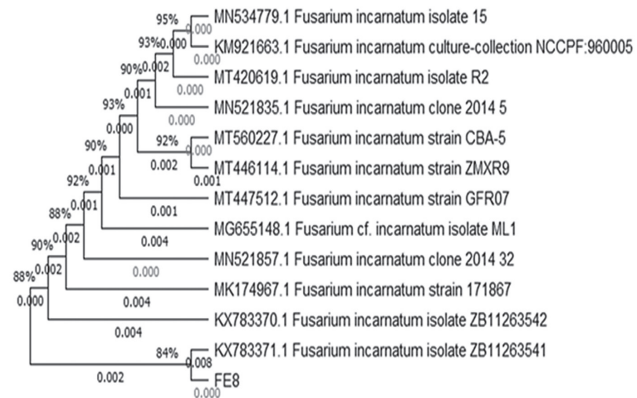 95%
MN534779.1 Fusarium incarnatum isolate 15
0.000
93%
0.000
KM921663.1 Fusarium incarnatum culture-collection NCCPF:960005
0.000
90%
0.002
MT420619.1 Fusarium incarnatum isolate R2
0.000
0.001
93%
MN521835.1 Fusarium incarnatum clone 2014 5
0.000
0.000
92%
MT560227.1 Fusarium incarnatum strain CBA-5
0.000
90%
0.002
MT446114.1 Fusarium incarnatum strain ZMXR9
0.001
0.001
92%
MT447512.1 Fusarium incarnatum strain GFR07
0.001
0.001
88%
MG655148.1 Fusarium cf. incarnatum isolate ML1
0.002
0.004
90%
MN521857.1 Fusarium incarnatum clone 2014 32
0.002
0.000
88%
MK174967.1 Fusarium incarnatum strain 171867
0.000
0.004
KX783370.1 Fusarium incarnatum isolate ZB11263542
0.004
84%
KX783371.1 Fusarium incarnatum isolate ZB11263541
0.008
0.002
FE8
0.000